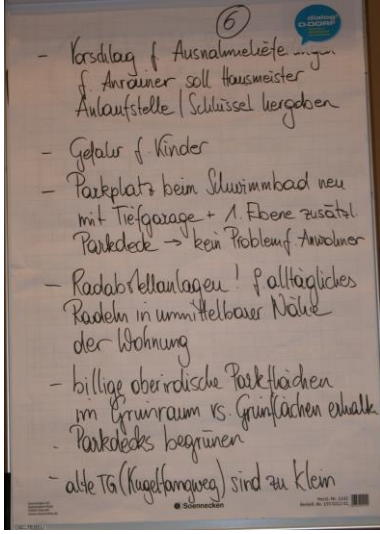 6
dialog
O-DORF
- Vorschlag f Ausnahmeliefe ungen
f. Anrainer soll Hausmeister
Anlaufstelle / Schlüssel hergeben
- Gefahr f. Kinder
- Parkplatz beim Schwimmbad neu
mit Tiefgarage + 1. Ebene zusätzl.
Parkdeck → kein Problem f. Anwohner
- Radabstellanlagen! f. alltägliches
Radeln in unmittelbarer Nähe
der Wohnung
- billige oberirdische Parkflächen
im Grünraum vs. Grünflächen erhalt
- Parkdecks begrünen
- alte TG (Kugelfangweg) sind zu klein
Soennecken